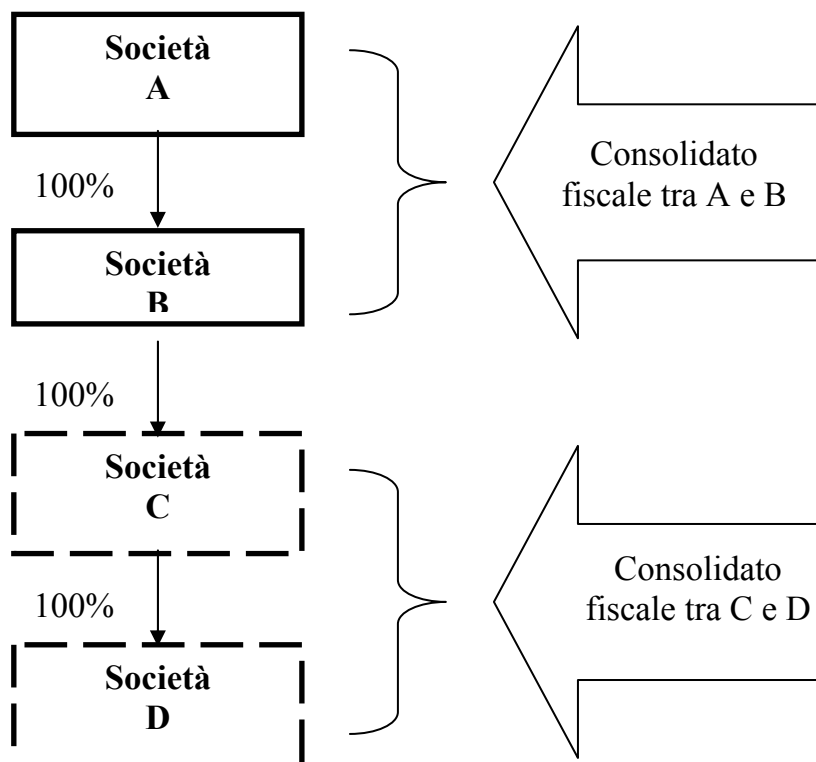 Società
A
100%
Consolidato
fiscale tra A e B
Società
B
100%
Società
C
100%
Consolidato
fiscale tra C e D
Società
D